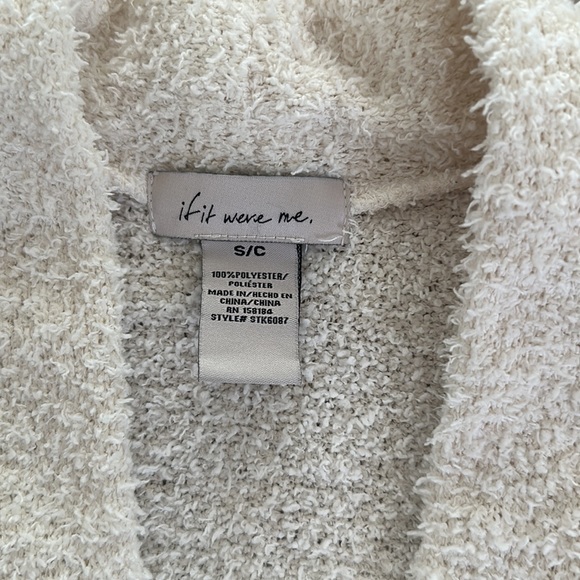 if it were me.
S/C
100%POLYESTER/
POLIÉSTER
MADE IN/HECHO EN
CHINA/CHINA
RN 158184
STYLE# STK6087